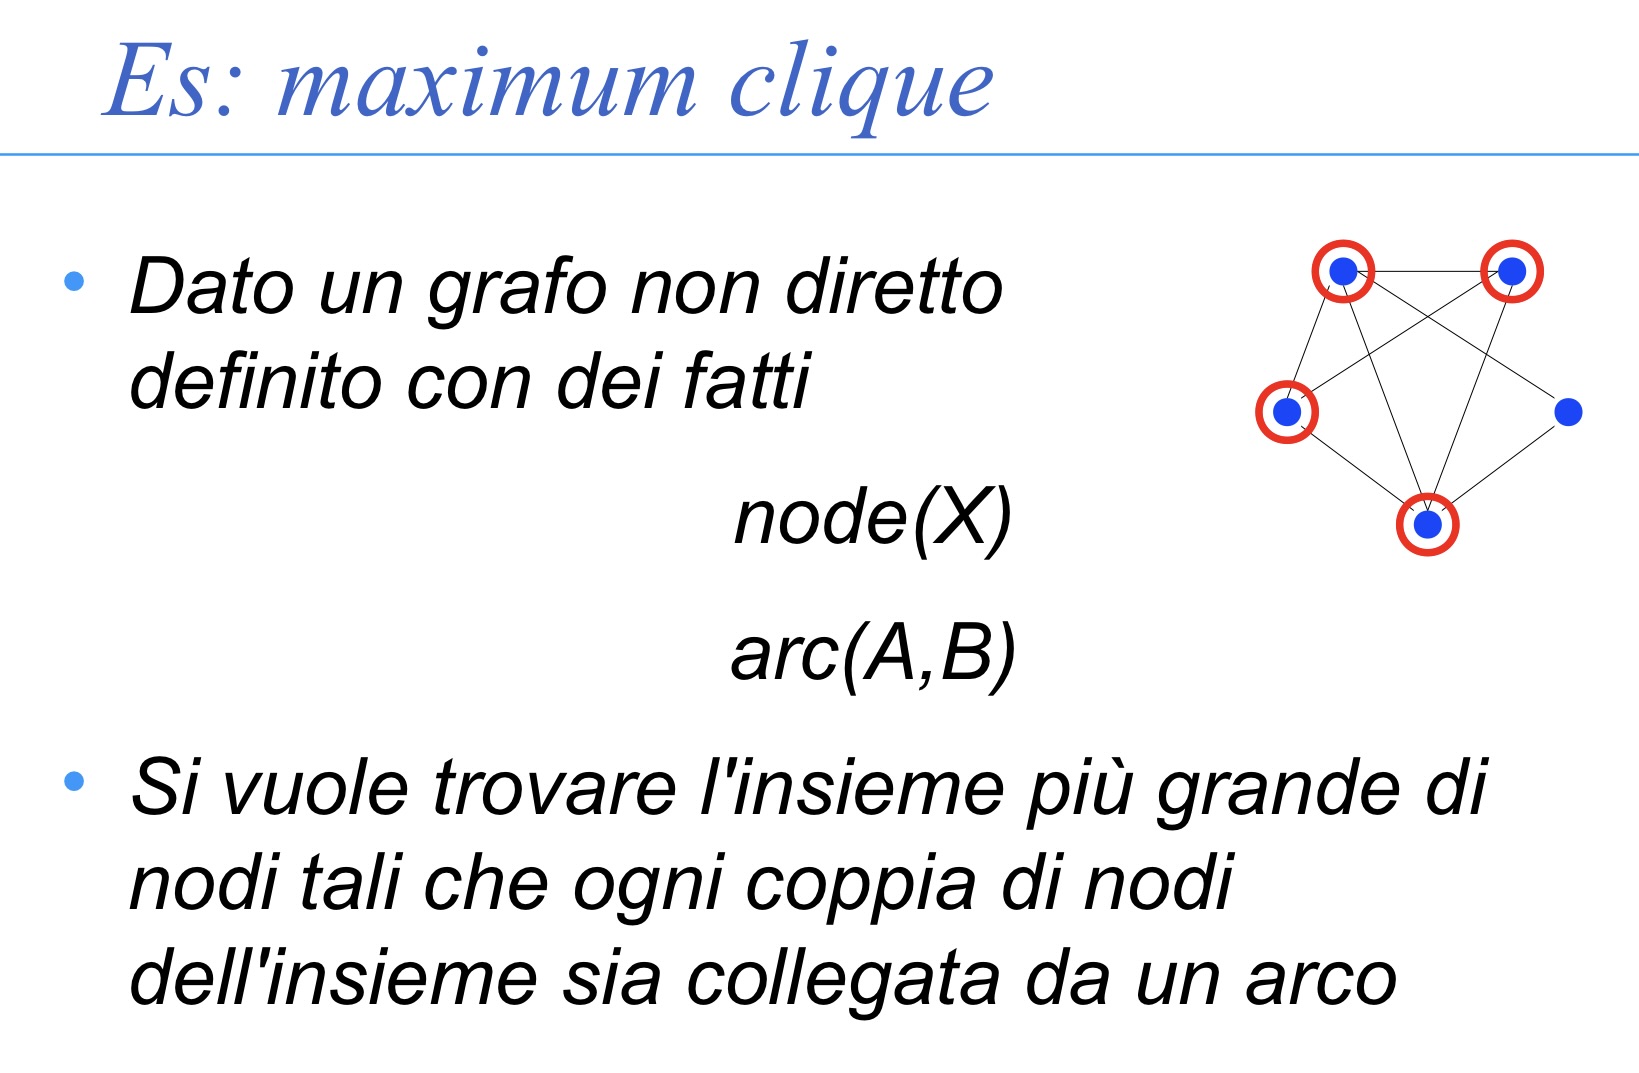 Es: maximum clique
• Dato un grafo non diretto
definito con dei fatti
node(X)
arc(A,B)
• Si vuole trovare l'insieme più grande di
nodi tali che ogni coppia di nodi
dell'insieme sia collegata da un arco